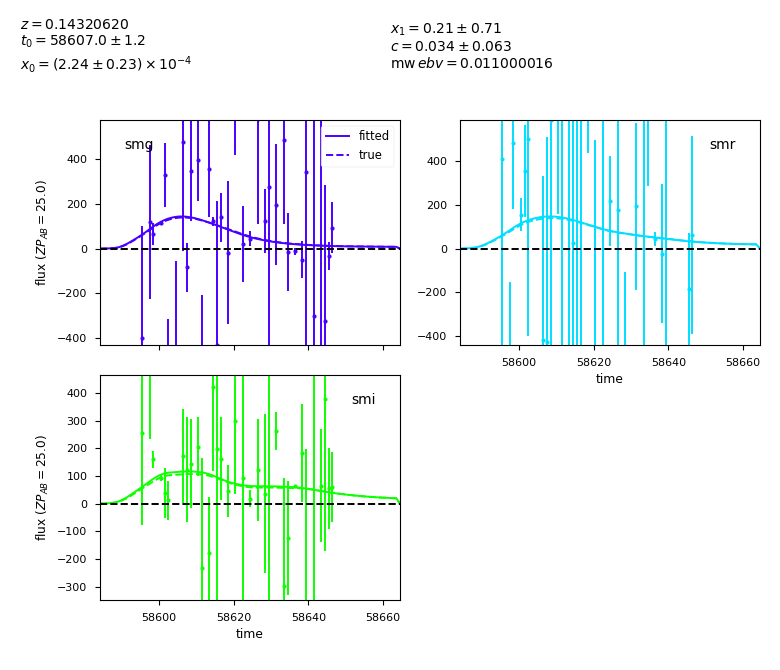 z = 0.14320620
t₀ = 58607.0 ± 1.2
x₀ = (2.24 ± 0.23) × 10⁻⁴
x₁ = 0.21 ± 0.71
c = 0.034 ± 0.063
mwebv = 0.011000016
smg
fitted
true
400
200
0
−200
−400
flux (ZP_AB = 25.0)
smr
400
200
0
−200
−400
58600
58620
58640
58660
time
smi
400
300
200
100
0
−100
−200
−300
flux (ZP_AB = 25.0)
58600
58620
58640
58660
time